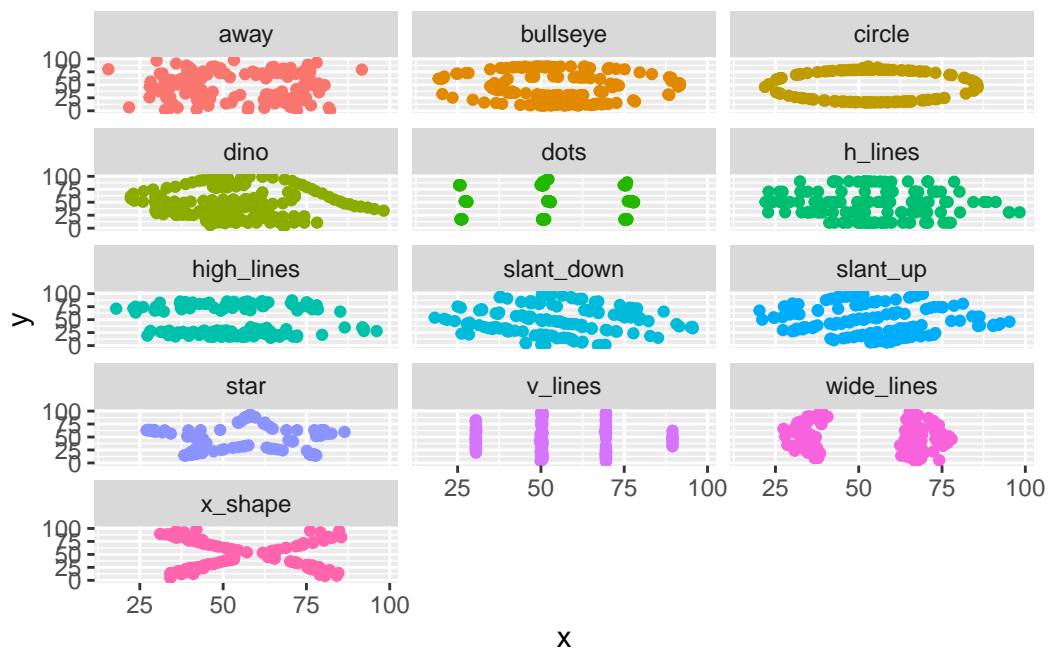 away bullseye circle
100
75
50
25
0
dino dots h_lines
100
75
50
25
0
high_lines slant_down slant_up
100
75
50
25
0
star v_lines wide_lines
100
75
50
25
0
25 50 75 100 25 50 75 100
x_shape
100
75
50
25
0
25 50 75 100
x
y